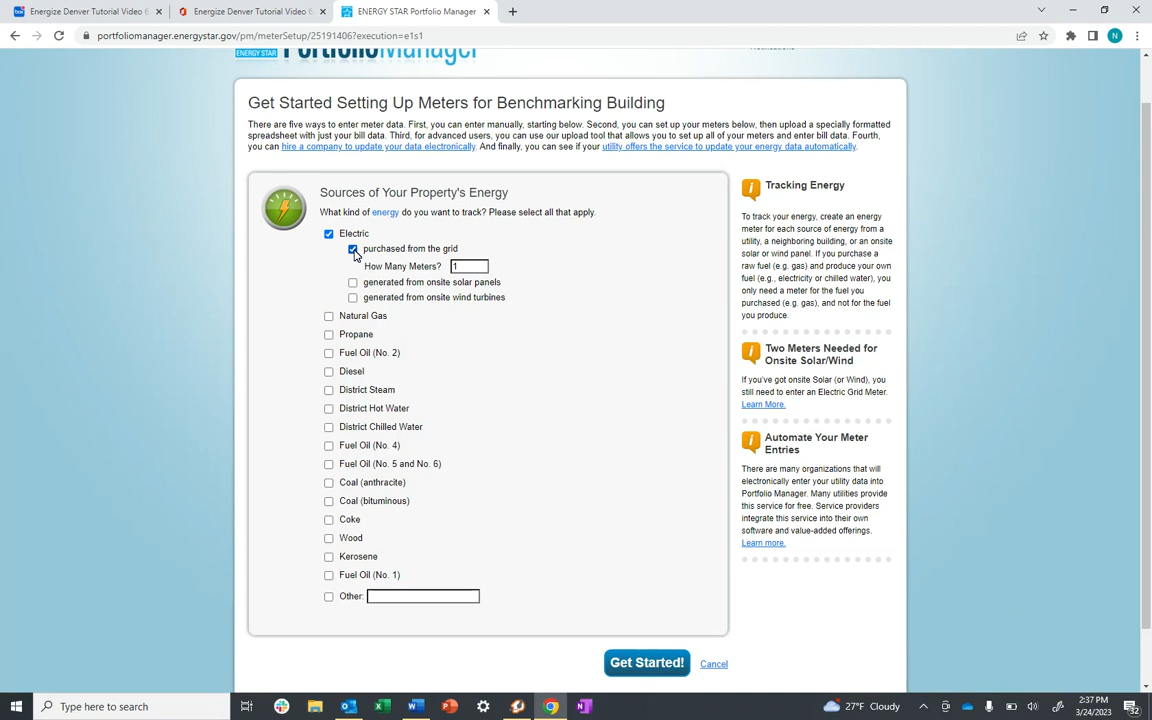 Energize Denver Tutorial Video 6
Energize Denver Tutorial Video 6
ENERGY STAR Portfolio Manager
portfoliomanager.energystar.gov/pm/meterSetup/25191406?execution=e1s1
N
ENERGY STAR PortfolioManager
Notifications
Get Started Setting Up Meters for Benchmarking Building
There are five ways to enter meter data. First, you can enter manually, starting below. Second, you can set up your meters below, then upload a specially formatted
spreadsheet with just your bill data. Third, for advanced users, you can use our upload tool that allows you to set up all of your meters and enter bill data. Fourth,
you can hire a company to update your data electronically. And finally, you can see if your utility offers the service to update your energy data automatically.
Sources of Your Property's Energy
What kind of energy do you want to track? Please select all that apply.
Electric
purchased from the grid
How Many Meters? 1
generated from onsite solar panels
generated from onsite wind turbines
Natural Gas
Propane
Fuel Oil (No. 2)
Diesel
District Steam
District Hot Water
District Chilled Water
Fuel Oil (No. 4)
Fuel Oil (No. 5 and No. 6)
Coal (anthracite)
Coal (bituminous)
Coke
Wood
Kerosene
Fuel Oil (No. 1)
Other:
Get Started!
Cancel
Tracking Energy
To track your energy, create an energy
meter for each source of energy from a
utility, a neighboring building, or an onsite
solar or wind panel. If you purchase a
raw fuel (e.g. gas) and produce your own
fuel (e.g., electricity or chilled water), you
only need a meter for the fuel you
purchased (e.g. gas), and not for the fuel
you produce.
Two Meters Needed for
Onsite Solar/Wind
If you've got onsite Solar (or Wind), you
still need to enter an Electric Grid Meter.
Learn More.
Automate Your Meter
Entries
There are many organizations that will
electronically enter your utility data into
Portfolio Manager. Many utilities provide
this service for free. Service providers
integrate this service into their own
software and value-added offerings.
Learn more.
Type here to search
27°F Cloudy
2:37 PM
3/24/2023
32